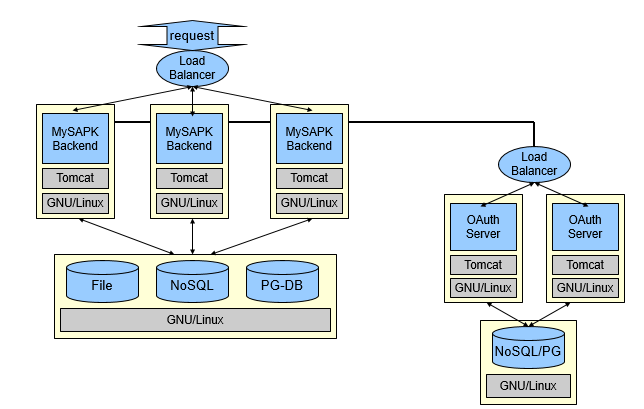 request
Load
Balancer
MySAPK
Backend
Tomcat
GNU/Linux
MySAPK
Backend
Tomcat
GNU/Linux
MySAPK
Backend
Tomcat
GNU/Linux
Load
Balancer
OAuth
Server
Tomcat
GNU/Linux
OAuth
Server
Tomcat
GNU/Linux
File
NoSQL
PG-DB
GNU/Linux
NoSQL/PG
GNU/Linux